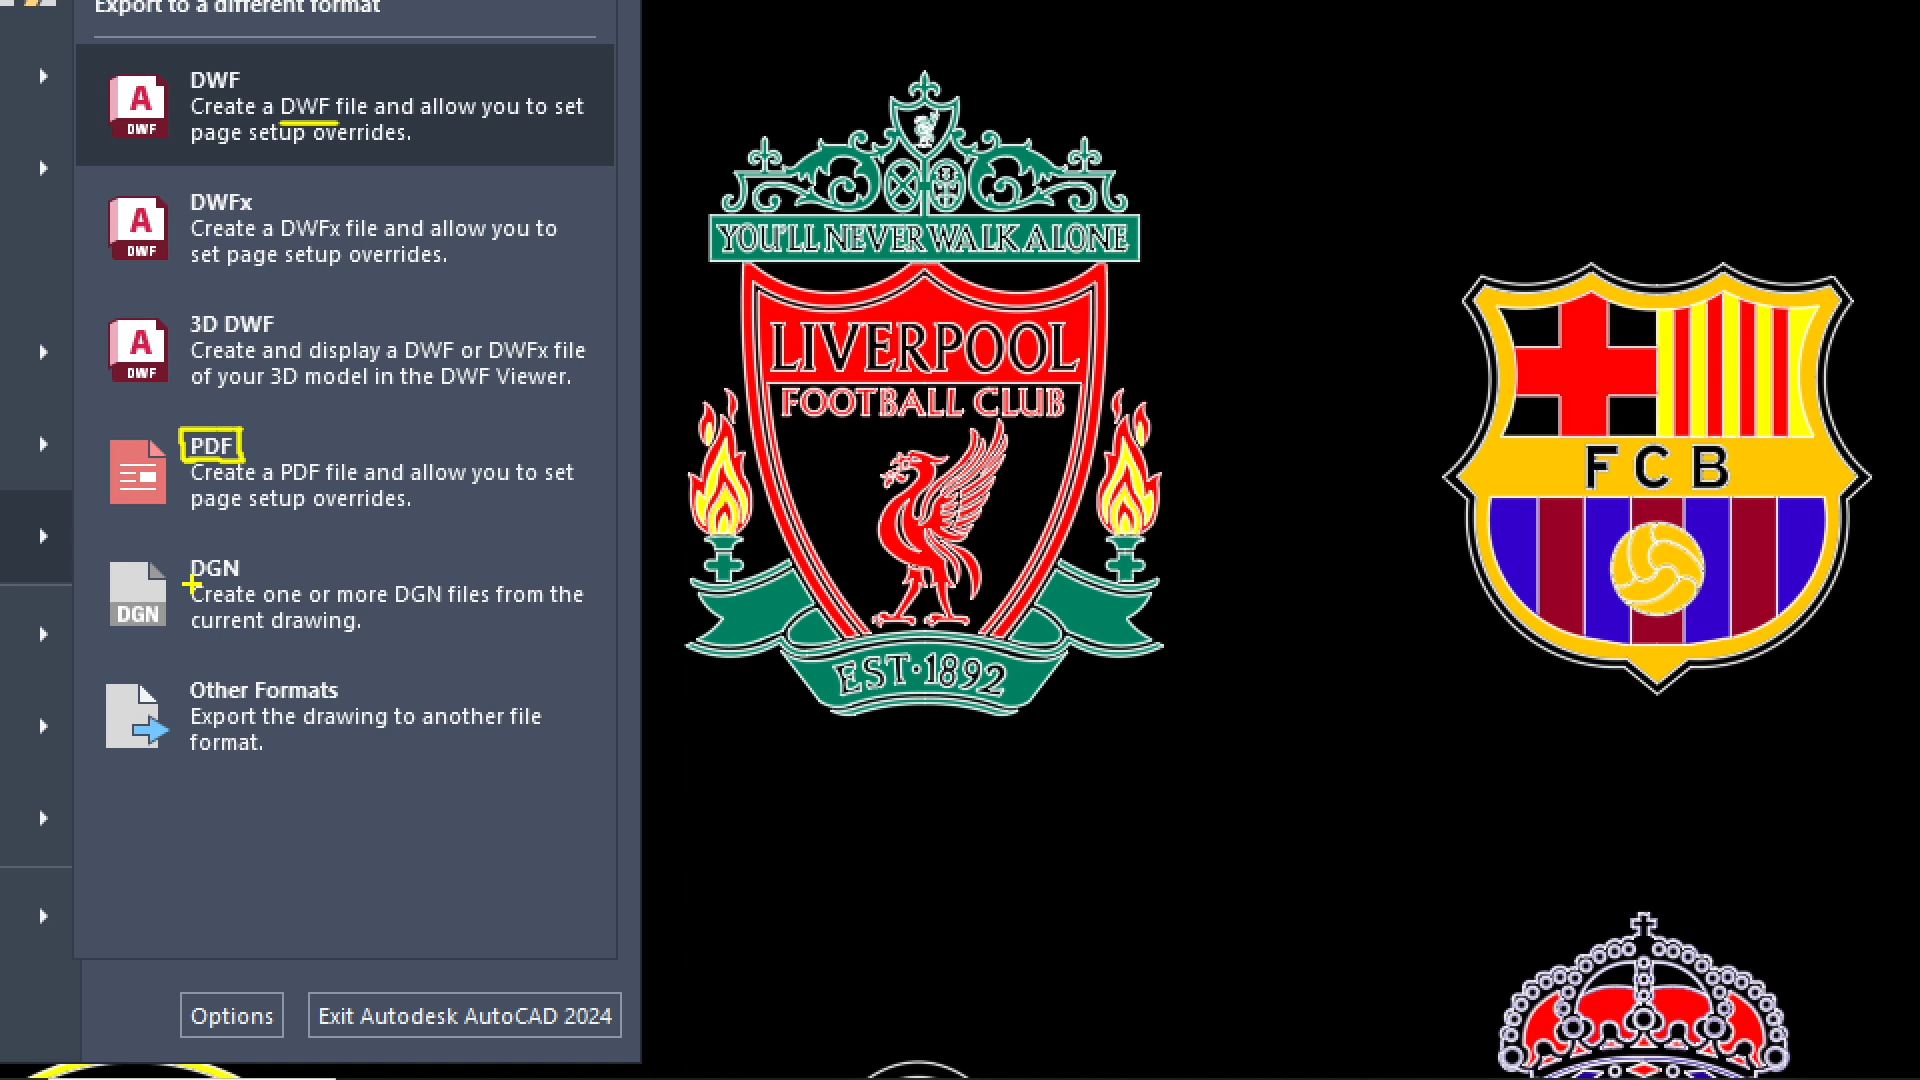 Export to a different format
DWF
Create a DWF file and allow you to set
page setup overrides.
DWFx
Create a DWFx file and allow you to
set page setup overrides.
3D DWF
Create and display a DWF or DWFx file
of your 3D model in the DWF Viewer.
PDF
Create a PDF file and allow you to set
page setup overrides.
DGN
Create one or more DGN files from the
current drawing.
Other Formats
Export the drawing to another file
format.
Options
Exit Autodesk AutoCAD 2024
A
DWF
A
DWF
A
DWF
DGN
YOU'LL NEVER WALK ALONE
LIVERPOOL
FOOTBALL CLUB
EST·1892
FCB